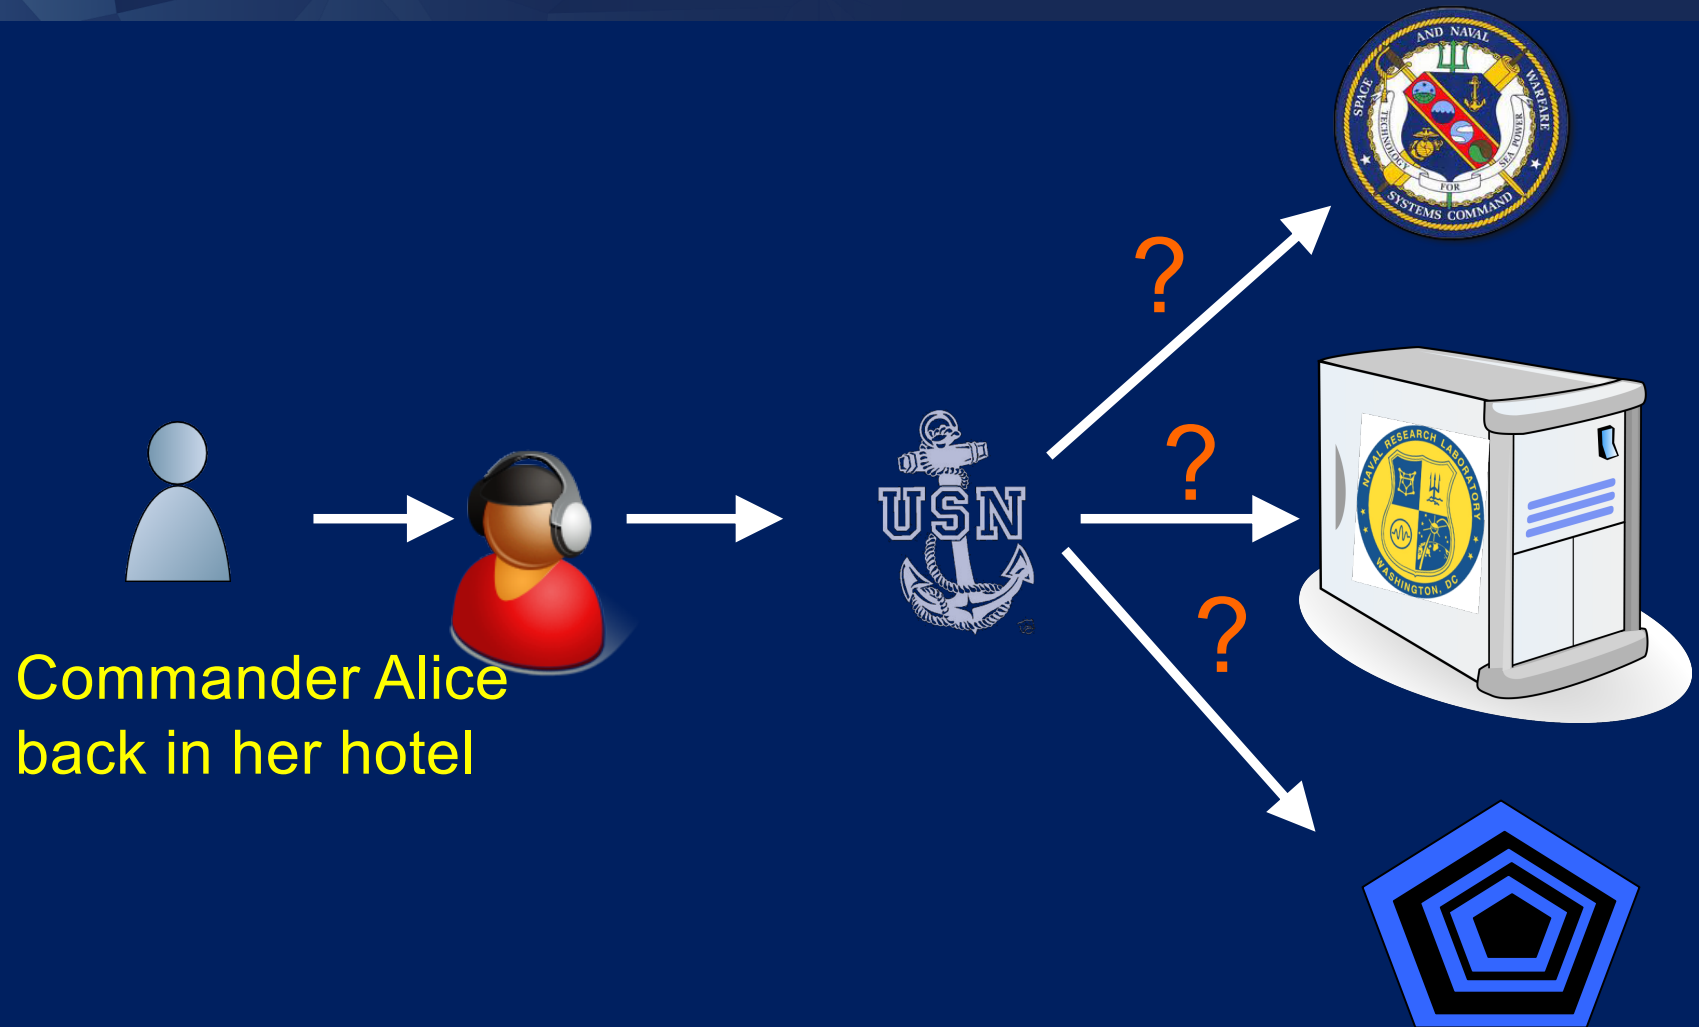 SPACE AND NAVAL WARFARE
SYSTEMS COMMAND
TECHNOLOGY FOR SEA POWER
?
?
NAVAL RESEARCH LABORATORY
WASHINGTON, DC
USN
?
Commander Alice
back in her hotel